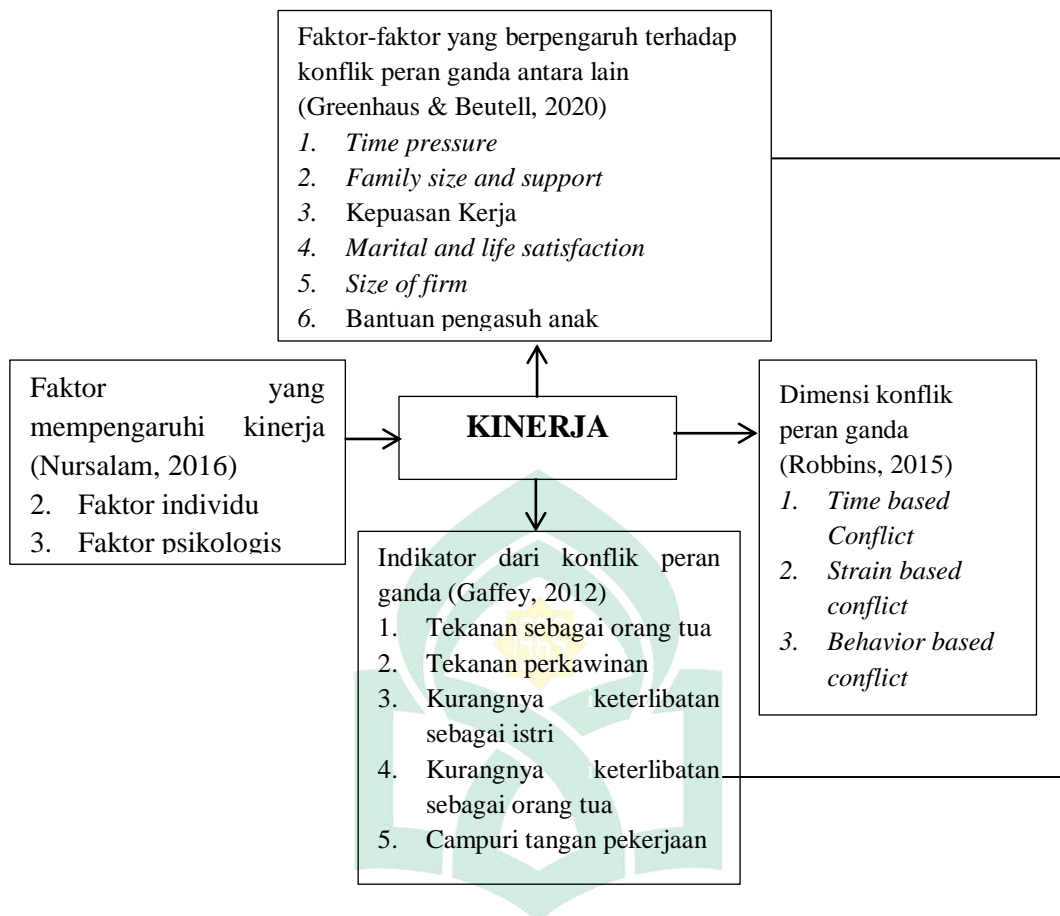 Faktor-faktor yang berpengaruh terhadap
konflik peran ganda antara lain
(Greenhaus & Beutell, 2020)
1. Time pressure
2. Family size and support
3. Kepuasan Kerja
4. Marital and life satisfaction
5. Size of firm
6. Bantuan pengasuh anak
Faktor yang
mempengaruhi kinerja
(Nursalam, 2016)
2. Faktor individu
3. Faktor psikologis
KINERJA
Dimensi konflik
peran ganda
(Robbins, 2015)
1. Time based
Conflict
2. Strain based
conflict
3. Behavior based
conflict
Indikator dari konflik peran
ganda (Gaffey, 2012)
1. Tekanan sebagai orang tua
2. Tekanan perkawinan
3. Kurangnya keterlibatan
sebagai istri
4. Kurangnya keterlibatan
sebagai orang tua
5. Campuri tangan pekerjaan